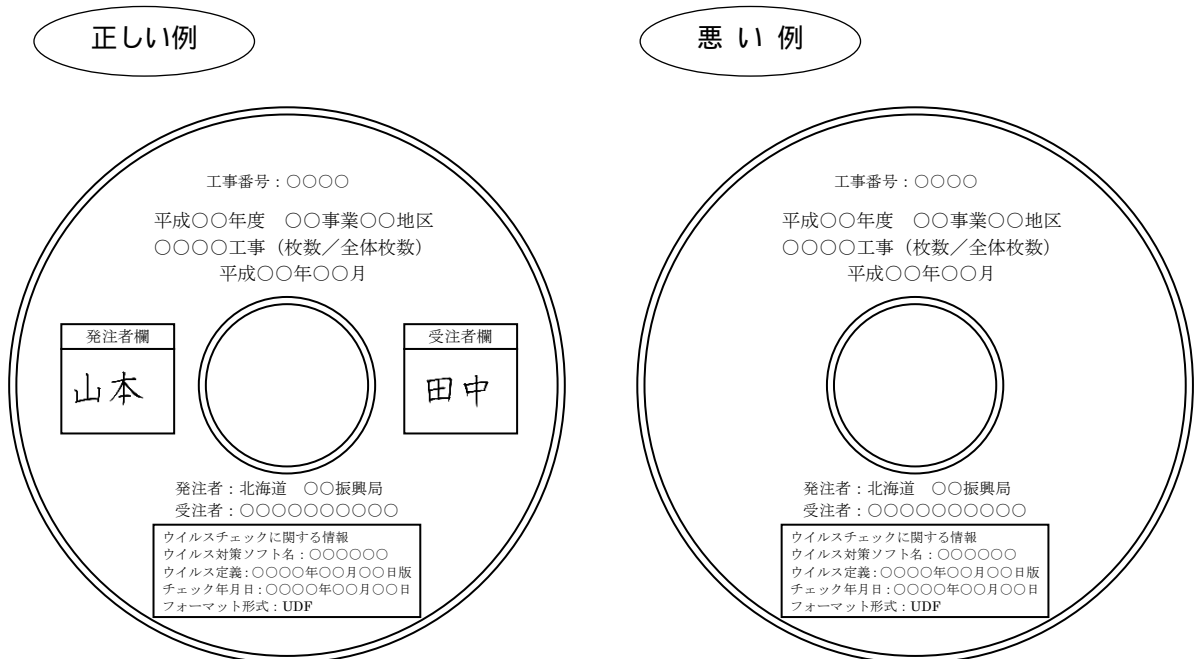 正しい例
工事番号：○○○○
平成○○年度　○○事業○○地区
○○○○工事（枚数／全体枚数）
平成○○年○○月
発注者欄
山本
受注者欄
田中
発注者：北海道　○○振興局
受注者：○○○○○○○○○○
ウイルスチェックに関する情報
ウイルス対策ソフト名：○○○○○○
ウイルス定義：○○○○年○○月○○日版
チェック年月日：○○○○年○○月○○日
フォーマット形式：UDF
悪い例
工事番号：○○○○
平成○○年度　○○事業○○地区
○○○○工事（枚数／全体枚数）
平成○○年○○月
発注者：北海道　○○振興局
受注者：○○○○○○○○○○
ウイルスチェックに関する情報
ウイルス対策ソフト名：○○○○○○
ウイルス定義：○○○○年○○月○○日版
チェック年月日：○○○○年○○月○○日
フォーマット形式：UDF